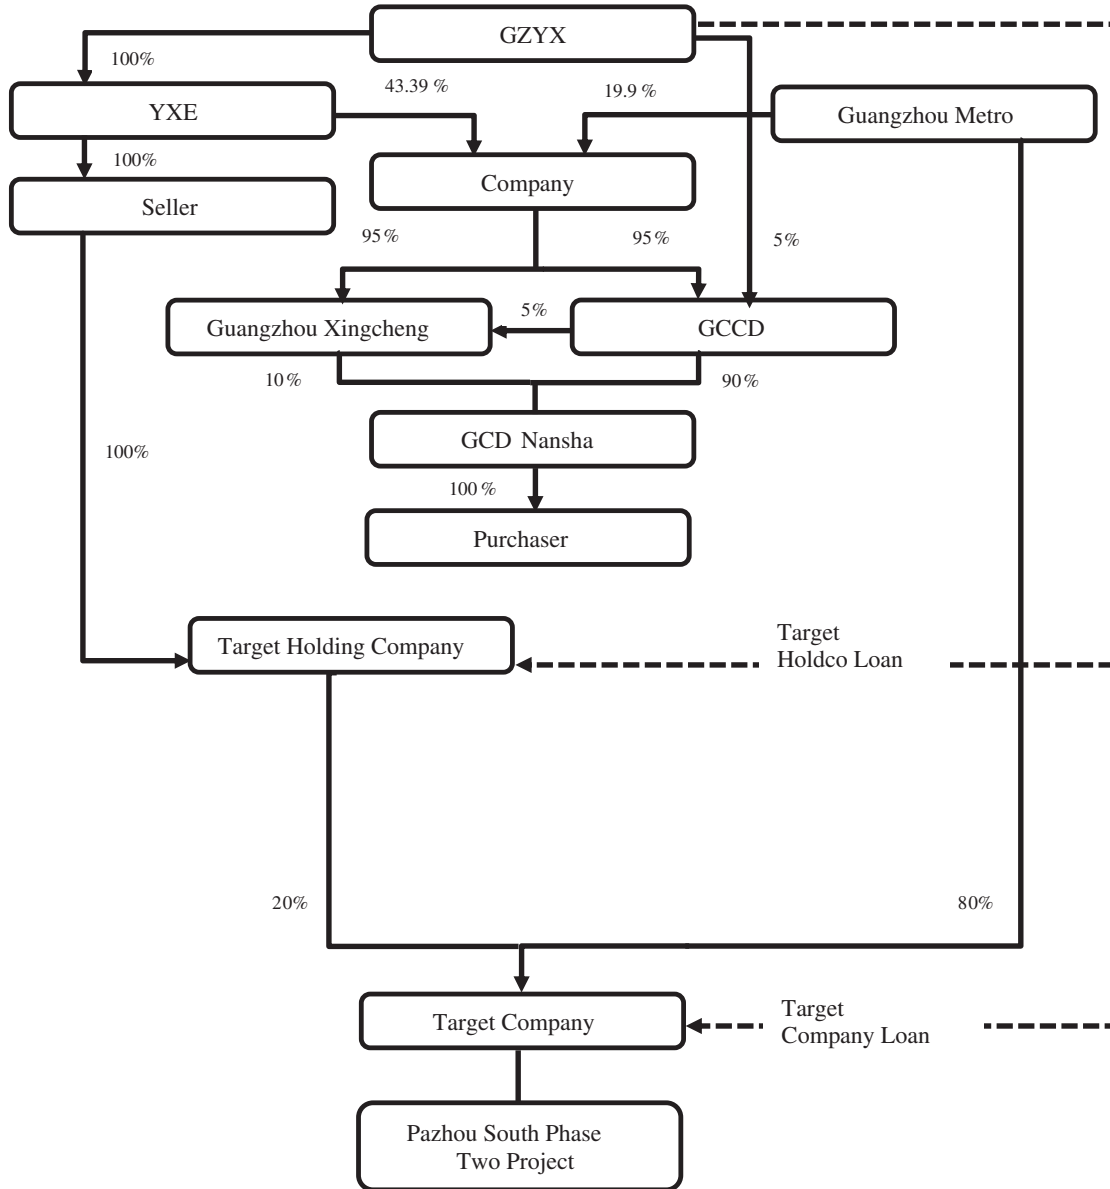 GZYX
100%
43.39 %
19.9 %
YXE
Guangzhou Metro
100%
Company
Seller
95%
95%
5%
5%
Guangzhou Xingcheng
GCCD
10 %
90%
GCD Nansha
100%
100 %
Purchaser
Target
Holdco Loan
Target Holding Company
20%
80%
Target
Company Loan
Target Company
Pazhou South Phase
Two Project